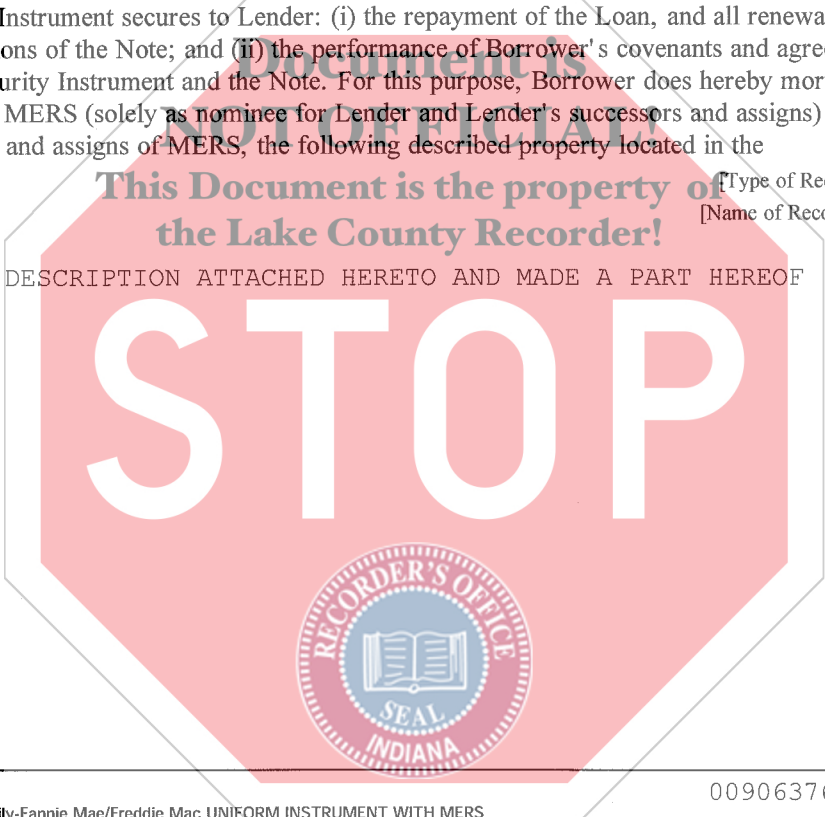 Instrument secures to Lender: (i) the repayment of the Loan, and all renewa
ons of the Note; and (ii) the performance of Borrower's covenants and agre
Document is
urity Instrument and the Note. For this purpose, Borrower does hereby mor
MERS (solely as nominee for Lender and Lender's successors and assigns)
NOT OFFICIAL!
and assigns of MERS, the following described property located in the
This Document is the property of
[Type of Rec
the Lake County Recorder!
[Name of Reco
DESCRIPTION ATTACHED HERETO AND MADE A PART HEREOF
STOP
RECORDER'S OFFICE
SEAL
INDIANA
0090637
ily-Fannie Mae/Freddie Mac UNIFORM INSTRUMENT WITH MERS